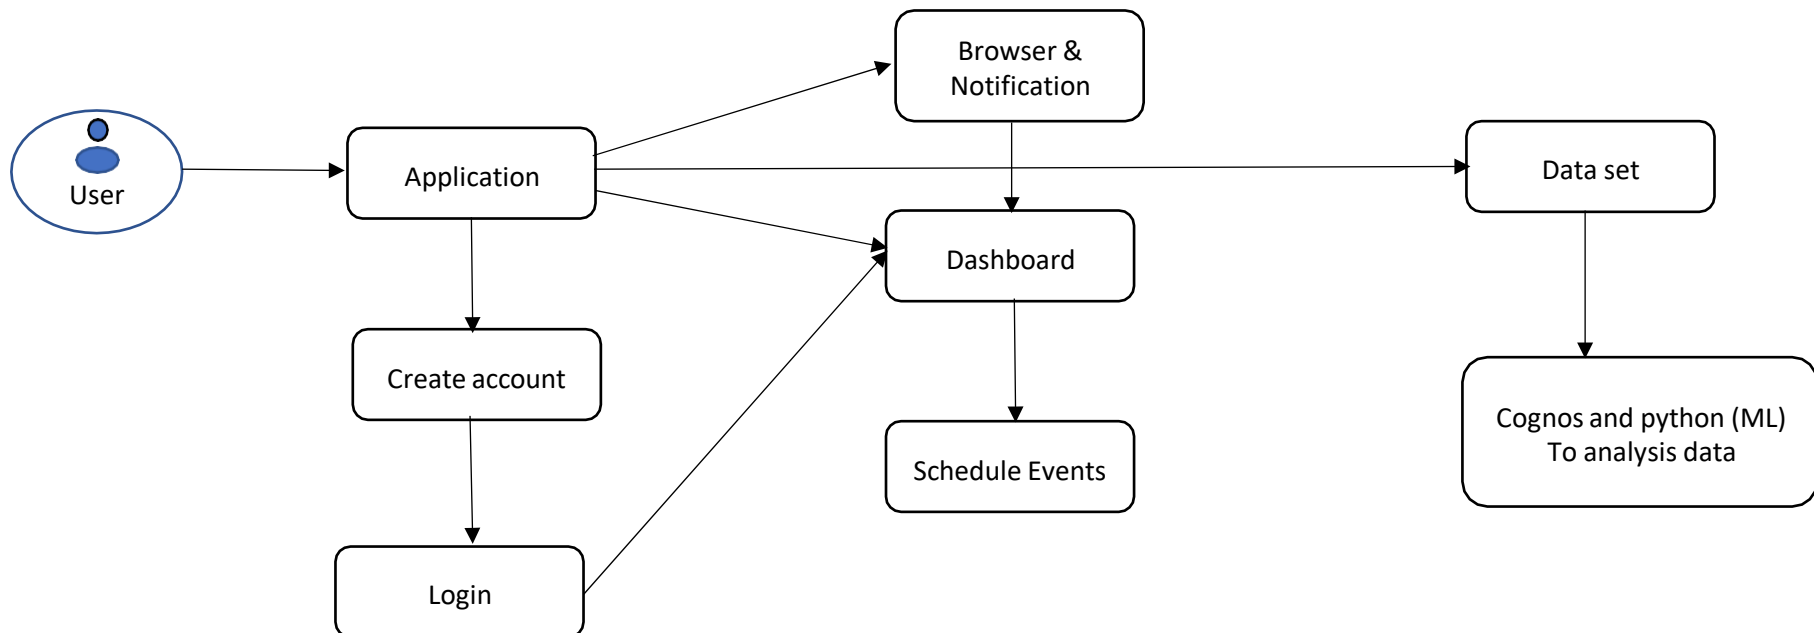 Browser &
Notification
User
Application
Data set
Dashboard
Create account
Cognos and python (ML)
To analysis data
Schedule Events
Login